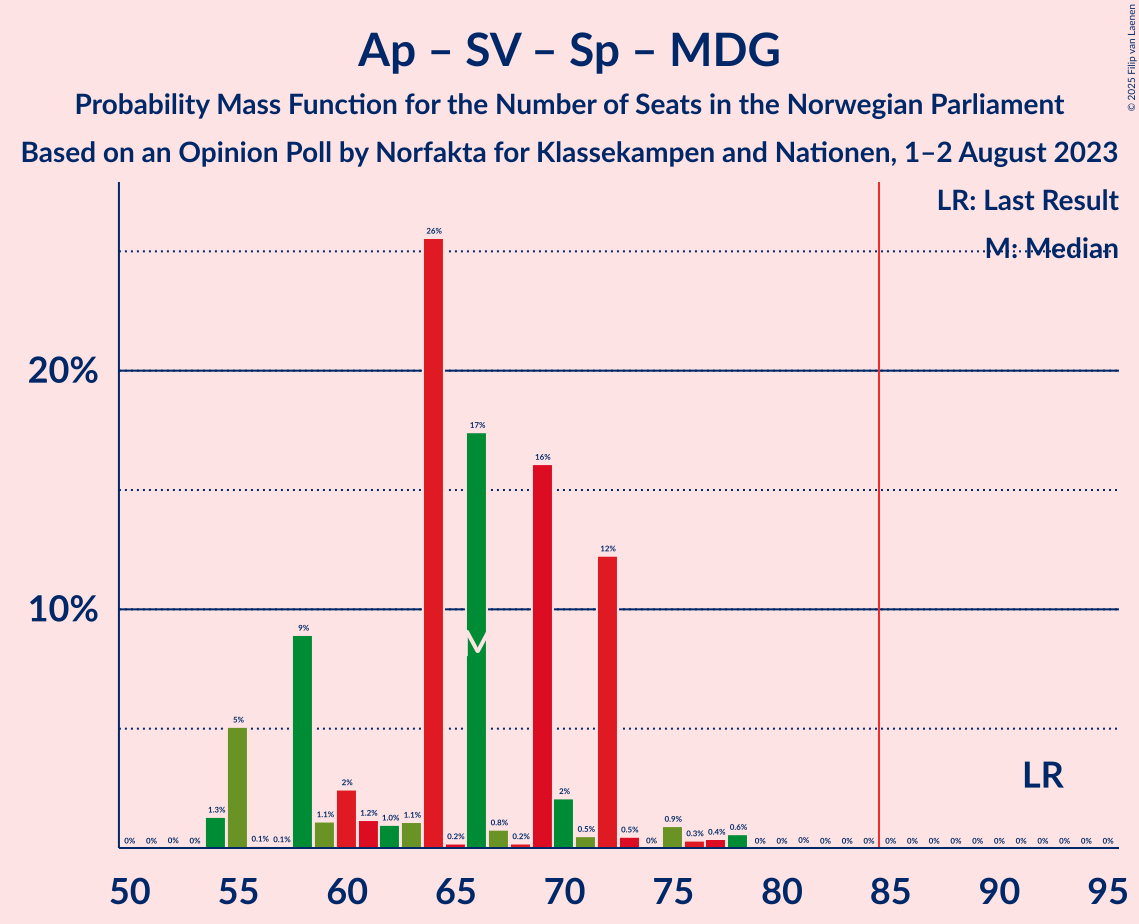 Ap – SV – Sp – MDG
Probability Mass Function for the Number of Seats in the Norwegian Parliament
Based on an Opinion Poll by Norfakta for Klassekampen and Nationen, 1–2 August 2023
© 2025 Filip van Laenen
LR: Last Result
M: Median
20%
10%
0% 0% 0% 0% 1.3% 5% 0.1% 0.1% 9% 1.1% 2% 1.2% 1.0% 1.1% 26% 0.2% 17% 0.8% 0.2% 16% 2% 0.5% 12% 0.5% 0% 0.9% 0.3% 0.4% 0.6% 0% 0% 0% 0% 0% 0% 0% 0% 0% 0% 0% 0% 0% 0% 0% 0% 0%
M
LR
50 55 60 65 70 75 80 85 90 95